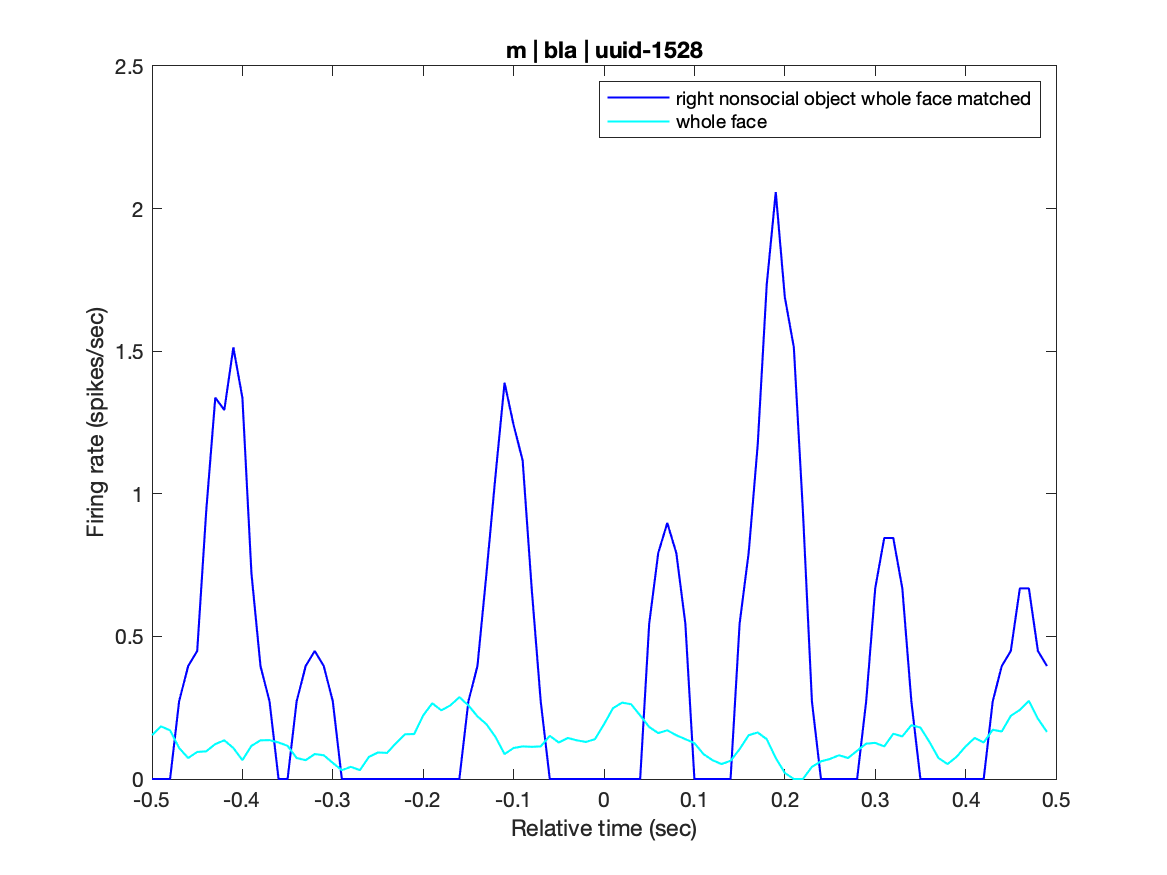 m | bla | uuid-1528
right nonsocial object whole face matched
whole face
Firing rate (spikes/sec)
2.5
2
1.5
1
0.5
0
-0.5 -0.4 -0.3 -0.2 -0.1 0 0.1 0.2 0.3 0.4 0.5
Relative time (sec)